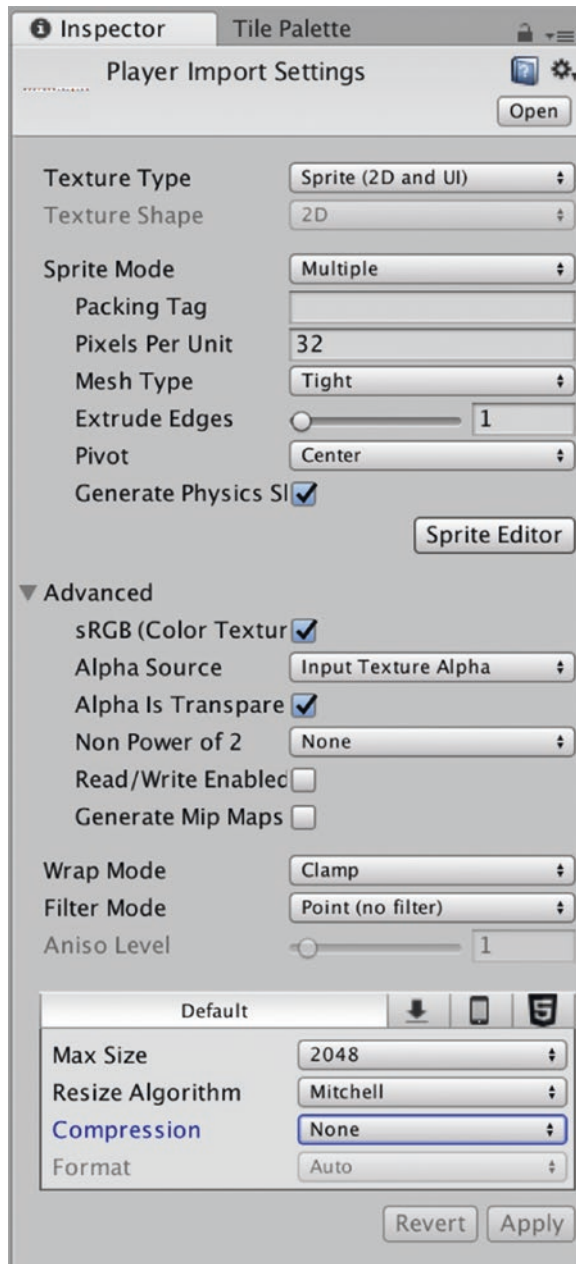 Inspector Tile Palette
Player Import Settings
Open
Texture Type Sprite (2D and UI)
Texture Shape 2D
Sprite Mode Multiple
Packing Tag
Pixels Per Unit 32
Mesh Type Tight
Extrude Edges 1
Pivot Center
Generate Physics Sl
Sprite Editor
Advanced
sRGB (Color Textur
Alpha Source Input Texture Alpha
Alpha Is Transpare
Non Power of 2 None
Read/Write Enabled
Generate Mip Maps
Wrap Mode Clamp
Filter Mode Point (no filter)
Aniso Level 1
Default
Max Size 2048
Resize Algorithm Mitchell
Compression None
Format Auto
Revert Apply